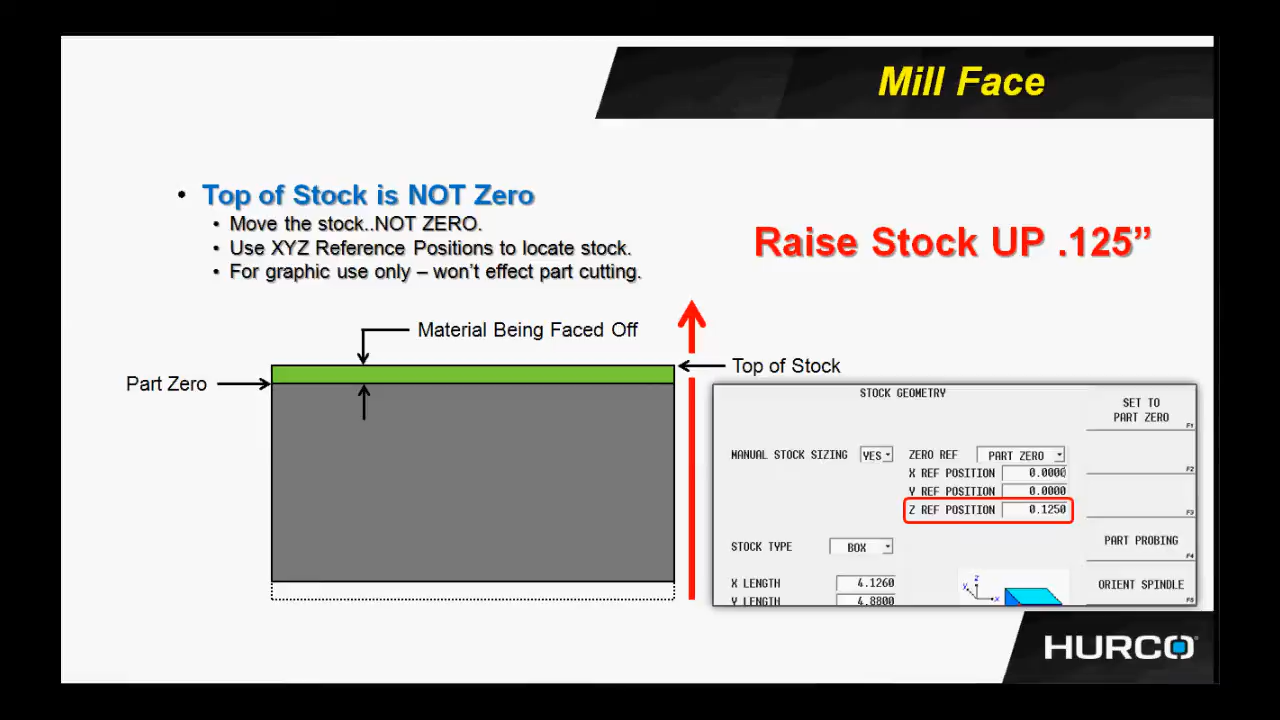 Mill Face
• Top of Stock is NOT Zero
• Move the stock..NOT ZERO.
• Use XYZ Reference Positions to locate stock.
• For graphic use only – won't effect part cutting.
Raise Stock UP .125”
Material Being Faced Off
Part Zero
Top of Stock
STOCK GEOMETRY
SET TO
PART ZERO
F1
MANUAL STOCK SIZING YES
ZERO REF PART ZERO
X REF POSITION 0.0000
F2
Y REF POSITION 0.0000
Z REF POSITION 0.1250
F3
PART PROBING
F4
STOCK TYPE BOX
X LENGTH 4.1260
Y LENGTH 4.8800
z
y
x
ORIENT SPINDLE
F5
HURCO